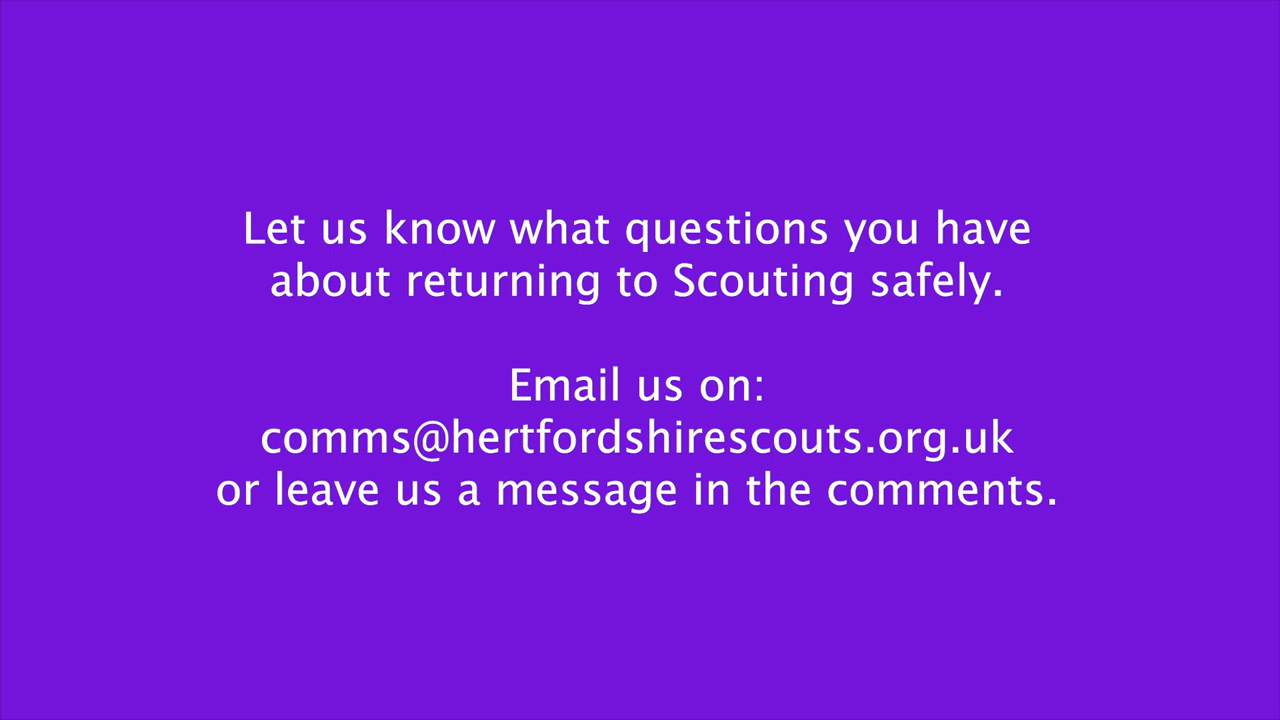 Let us know what questions you have
about returning to Scouting safely.
Email us on:
comms@hertfordshirescouts.org.uk
or leave us a message in the comments.